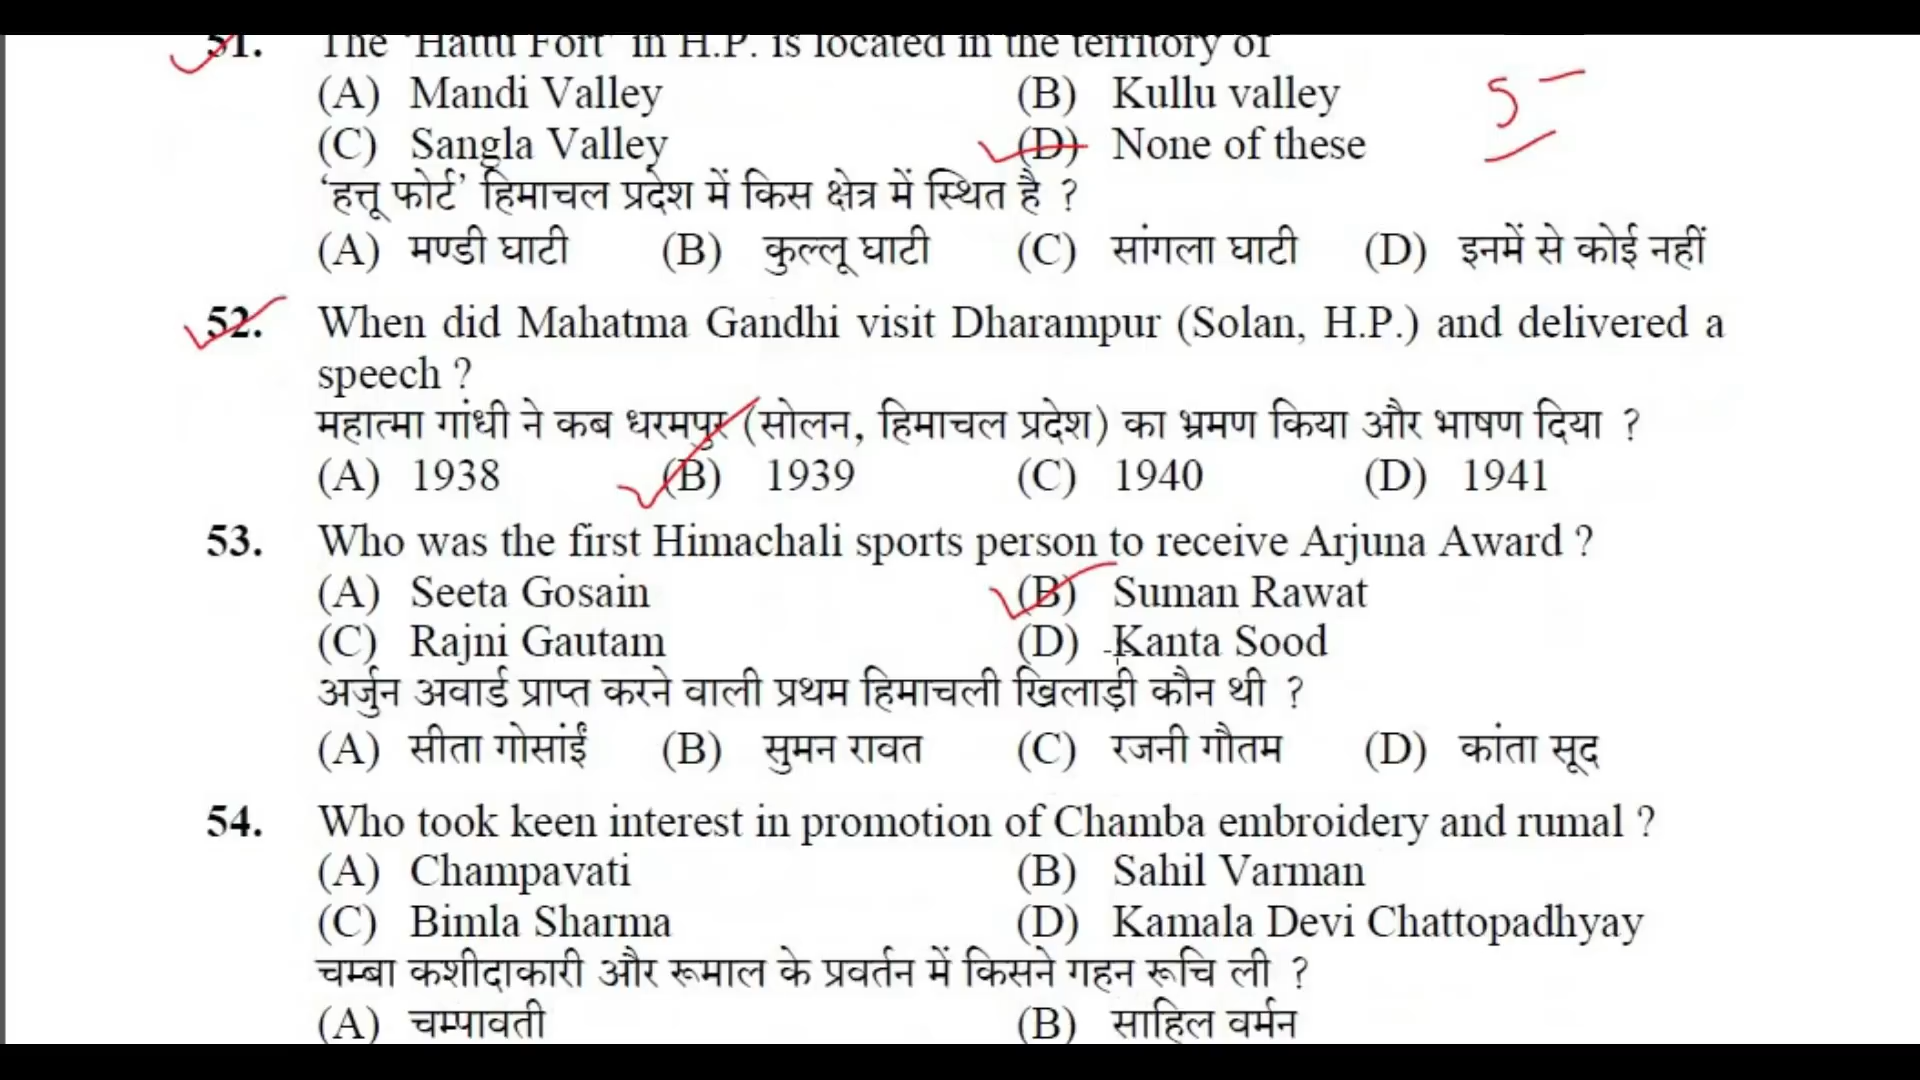 51. The 'Hattu Fort' in H.P. is located in the territory of
(A) Mandi Valley (B) Kullu valley
(C) Sangla Valley (D) None of these
'हत्तू फोर्ट' हिमाचल प्रदेश में किस क्षेत्र में स्थित है ?
(A) मण्डी घाटी (B) कुल्लू घाटी (C) सांगला घाटी (D) इनमें से कोई नहीं
52. When did Mahatma Gandhi visit Dharampur (Solan, H.P.) and delivered a
speech ?
महात्मा गांधी ने कब धरमपुर (सोलन, हिमाचल प्रदेश) का भ्रमण किया और भाषण दिया ?
(A) 1938 (B) 1939 (C) 1940 (D) 1941
53. Who was the first Himachali sports person to receive Arjuna Award ?
(A) Seeta Gosain (B) Suman Rawat
(C) Rajni Gautam (D) Kanta Sood
अर्जुन अवार्ड प्राप्त करने वाली प्रथम हिमाचली खिलाड़ी कौन थी ?
(A) सीता गोसांईं (B) सुमन रावत (C) रजनी गौतम (D) कांता सूद
54. Who took keen interest in promotion of Chamba embroidery and rumal ?
(A) Champavati (B) Sahil Varman
(C) Bimla Sharma (D) Kamala Devi Chattopadhyay
चम्बा कशीदाकारी और रूमाल के प्रवर्तन में किसने गहन रूचि ली ?
(A) चम्पावती (B) साहिल वर्मन